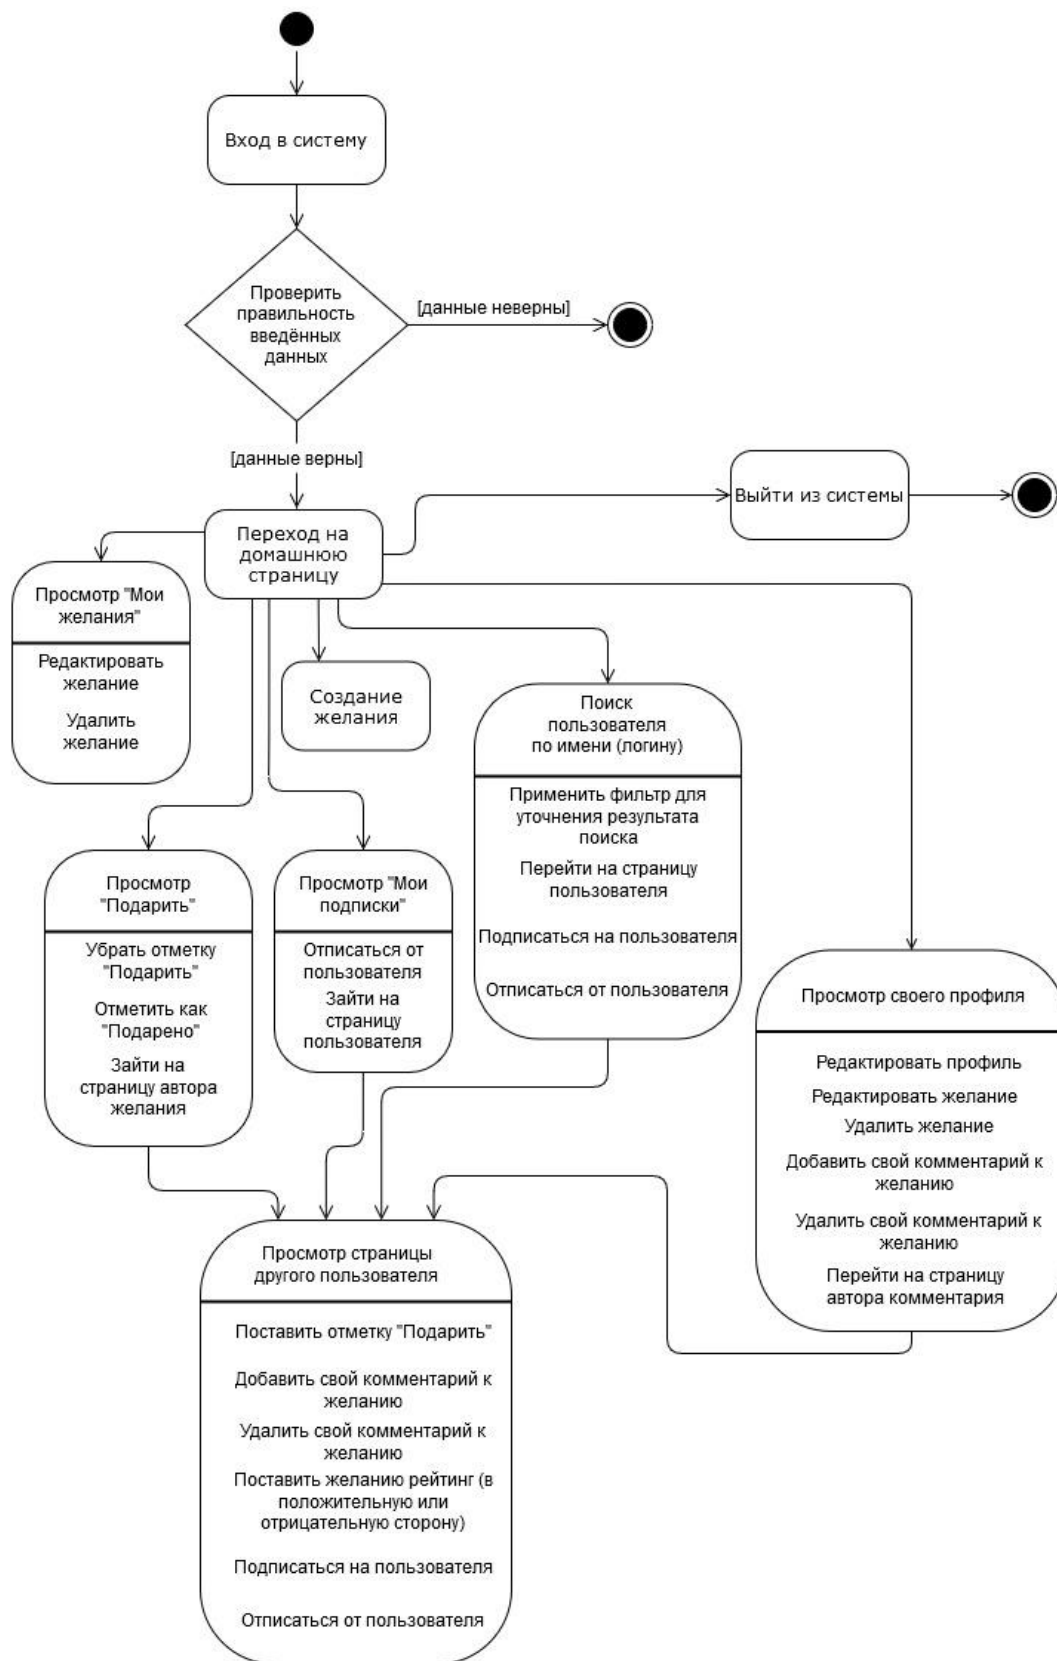 Вход в систему
Проверить
правильность
введённых
данных
[данные неверны]
[данные верны]
Выйти из системы
Переход на
домашнюю
страницу
Просмотр "Мои
желания"
Редактировать
желание
Удалить
желание
Создание
желания
Поиск
пользователя
по имени (логину)
Применить фильтр для
уточнения результата
поиска
Перейти на страницу
пользователя
Подписаться на пользователя
Отписаться от пользователя
Просмотр
"Подарить"
Убрать отметку
"Подарить"
Отметить как
"Подарено"
Зайти на
страницу автора
желания
Просмотр "Мои
подписки"
Отписаться от
пользователя
Зайти на
страницу
пользователя
Просмотр своего профиля
Редактировать профиль
Редактировать желание
Удалить желание
Добавить свой комментарий к
желанию
Удалить свой комментарий к
желанию
Перейти на страницу
автора комментария
Просмотр страницы
другого пользователя
Поставить отметку "Подарить"
Добавить свой комментарий к
желанию
Удалить свой комментарий к
желанию
Поставить желанию рейтинг (в
положительную или
отрицательную сторону)
Подписаться на пользователя
Отписаться от пользователя